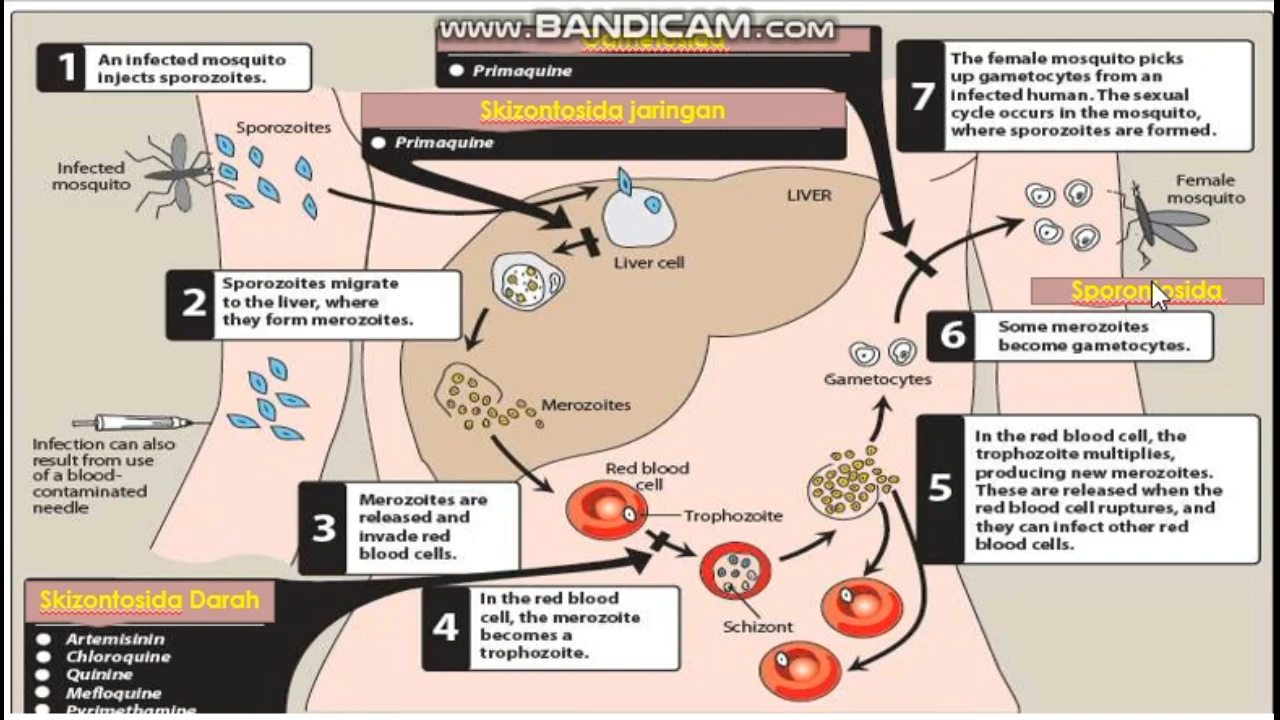 www.BANDICAM.com
Gametosida
Primaquine
Skizontosida jaringan
Primaquine
1
An infected mosquito
injects sporozoites.
7
The female mosquito picks
up gametocytes from an
infected human. The sexual
cycle occurs in the mosquito,
where sporozoites are formed.
Sporozoites
Infected
mosquito
LIVER
Female
mosquito
Liver cell
2
Sporozoites migrate
to the liver, where
they form merozoites.
Sporontosida
6
Some merozoites
become gametocytes.
Gametocytes
Merozoites
Infection can also
result from use
of a blood-
contaminated
needle
Red blood
cell
5
In the red blood cell, the
trophozoite multiplies,
producing new merozoites.
These are released when the
red blood cell ruptures, and
they can infect other red
blood cells.
3
Merozoites are
released and
invade red
blood cells.
Trophozoite
Schizont
4
In the red blood
cell, the merozoite
becomes a
trophozoite.
Skizontosida Darah
Artemisinin
Chloroquine
Quinine
Mefloquine
Pyrimethamine